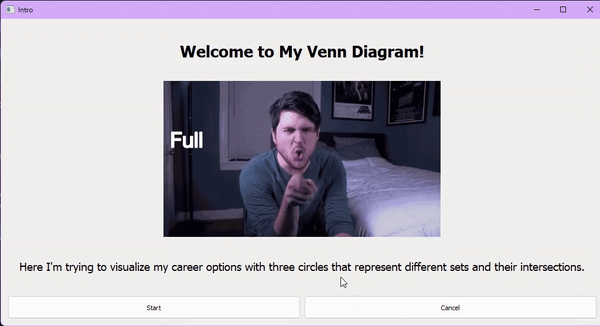 Intro
Welcome to My Venn Diagram!
Full
Here I'm trying to visualize my career options with three circles that represent different sets and their intersections.
Start
Cancel